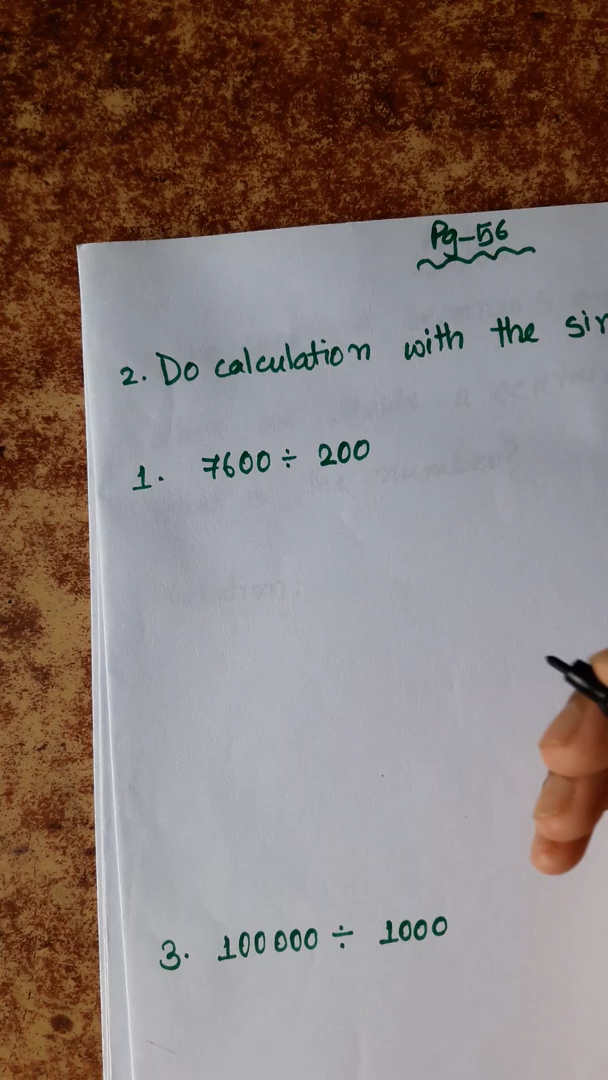 Pg-56
2. Do calculation with the
1. 7600 ÷ 200
3. 100000 ÷ 1000